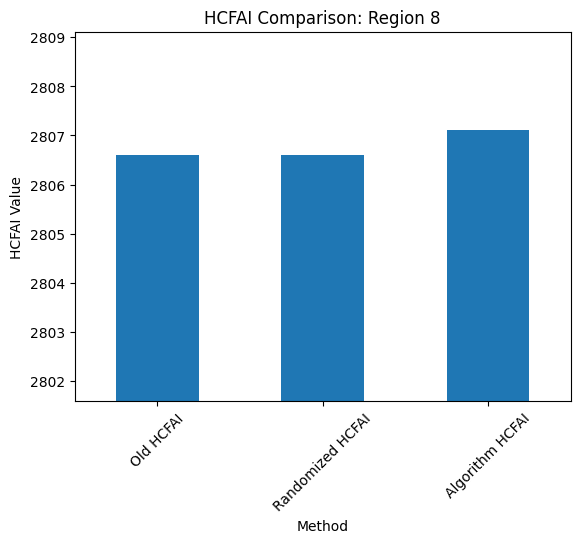 HCFAI Comparison: Region 8
HCFAI Value
2809
2808
2807
2806
2805
2804
2803
2802
Old HCFAI
Randomized HCFAI
Algorithm HCFAI
Method